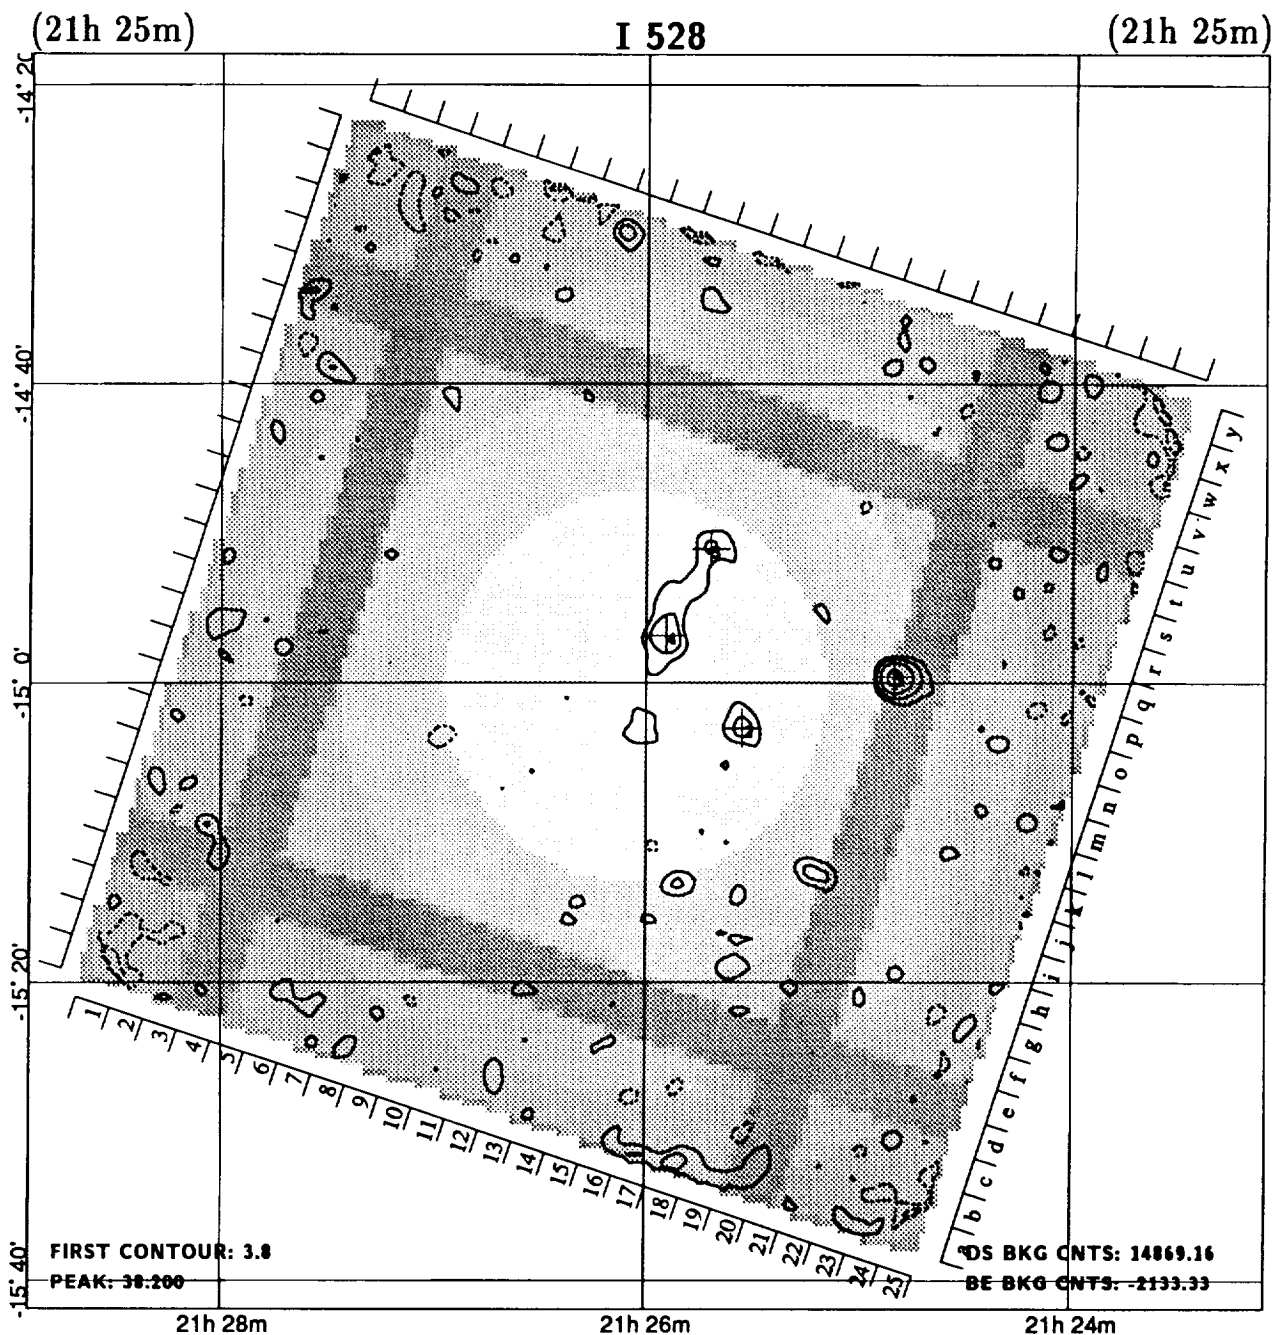 (21h 25m) I 528 (21h 25m)
-14° 20
-14° 40'
-15° 0'
-15° 20'
-15° 40'
y
x
w
v
u
t
s
r
q
p
o
n
m
l
k
j
i
h
g
f
e
d
c
b
a
1 2 3 4 5 6 7 8 9 10 11 12 13 14 15 16 17 18 19 20 21 22 23 24 25
FIRST CONTOUR: 3.8
PEAK: 38.200
DS BKG CNTS: 14869.16
BE BKG CNTS: -2133.33
21h 28m 21h 26m 21h 24m